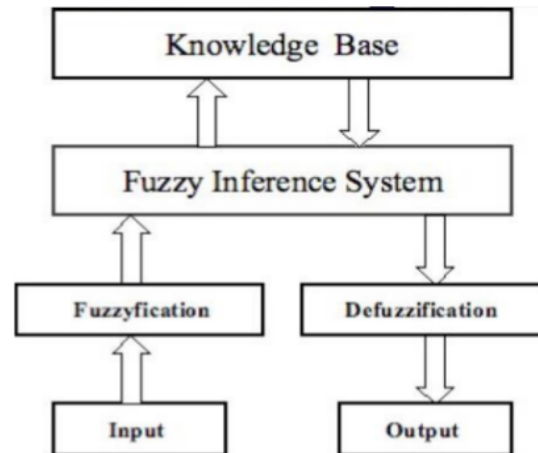 Knowledge Base
Fuzzy Inference System
Fuzzyfication
Defuzzification
Input
Output